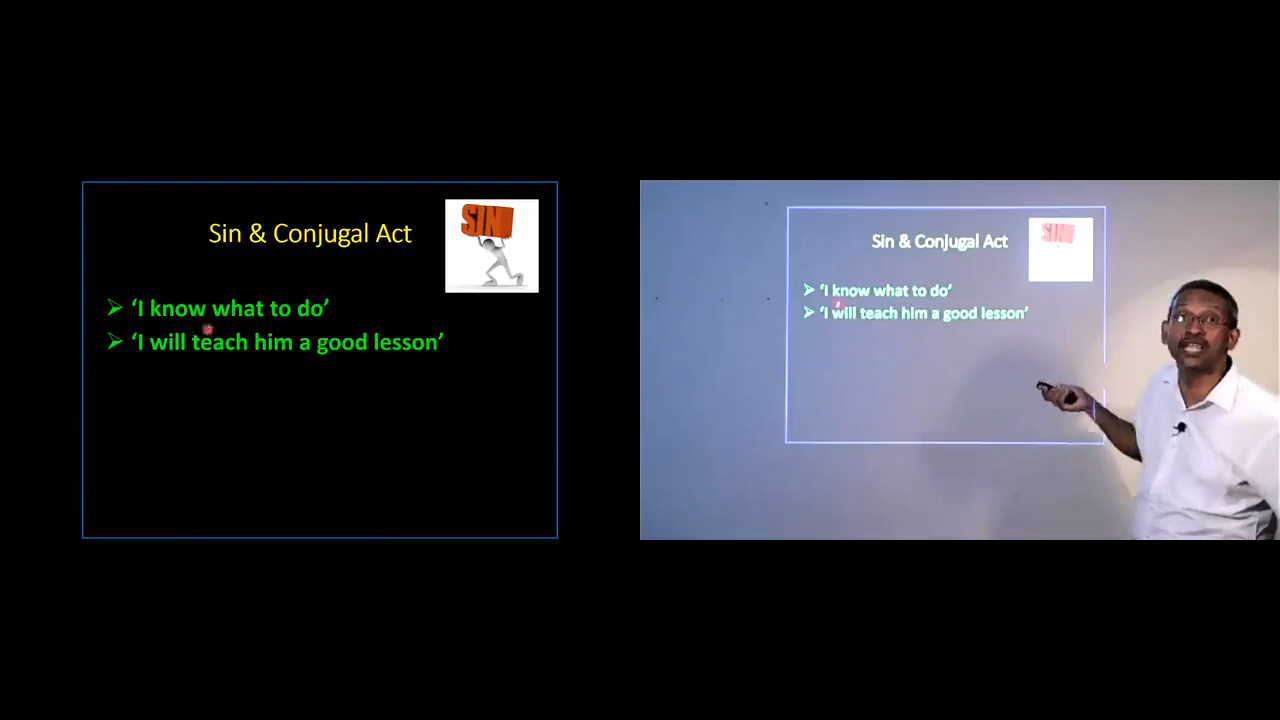 Sin & Conjugal Act
SIN
➢ ‘I know what to do’
➢ ‘I will teach him a good lesson’
Sin & Conjugal Act
SIN
➢ ‘I know what to do’
➢ ‘I will teach him a good lesson’